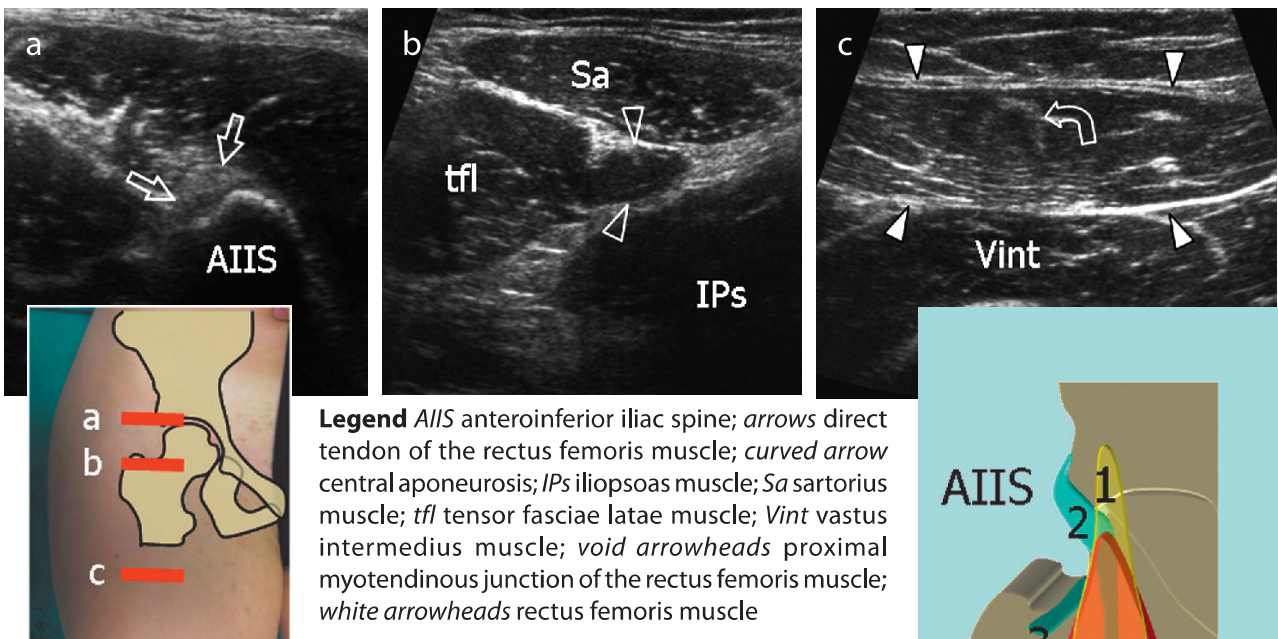 a
AIIS
b
Sa
tfl
IPs
c
Vint
a
b
c
Legend AIIS anteroinferior iliac spine; arrows direct
tendon of the rectus femoris muscle; curved arrow
central aponeurosis; IPs iliopsoas muscle; Sa sartorius
muscle; tfl tensor fasciae latae muscle; Vint vastus
intermedius muscle; void arrowheads proximal
myotendinous junction of the rectus femoris muscle;
white arrowheads rectus femoris muscle
AIIS
1
2
3